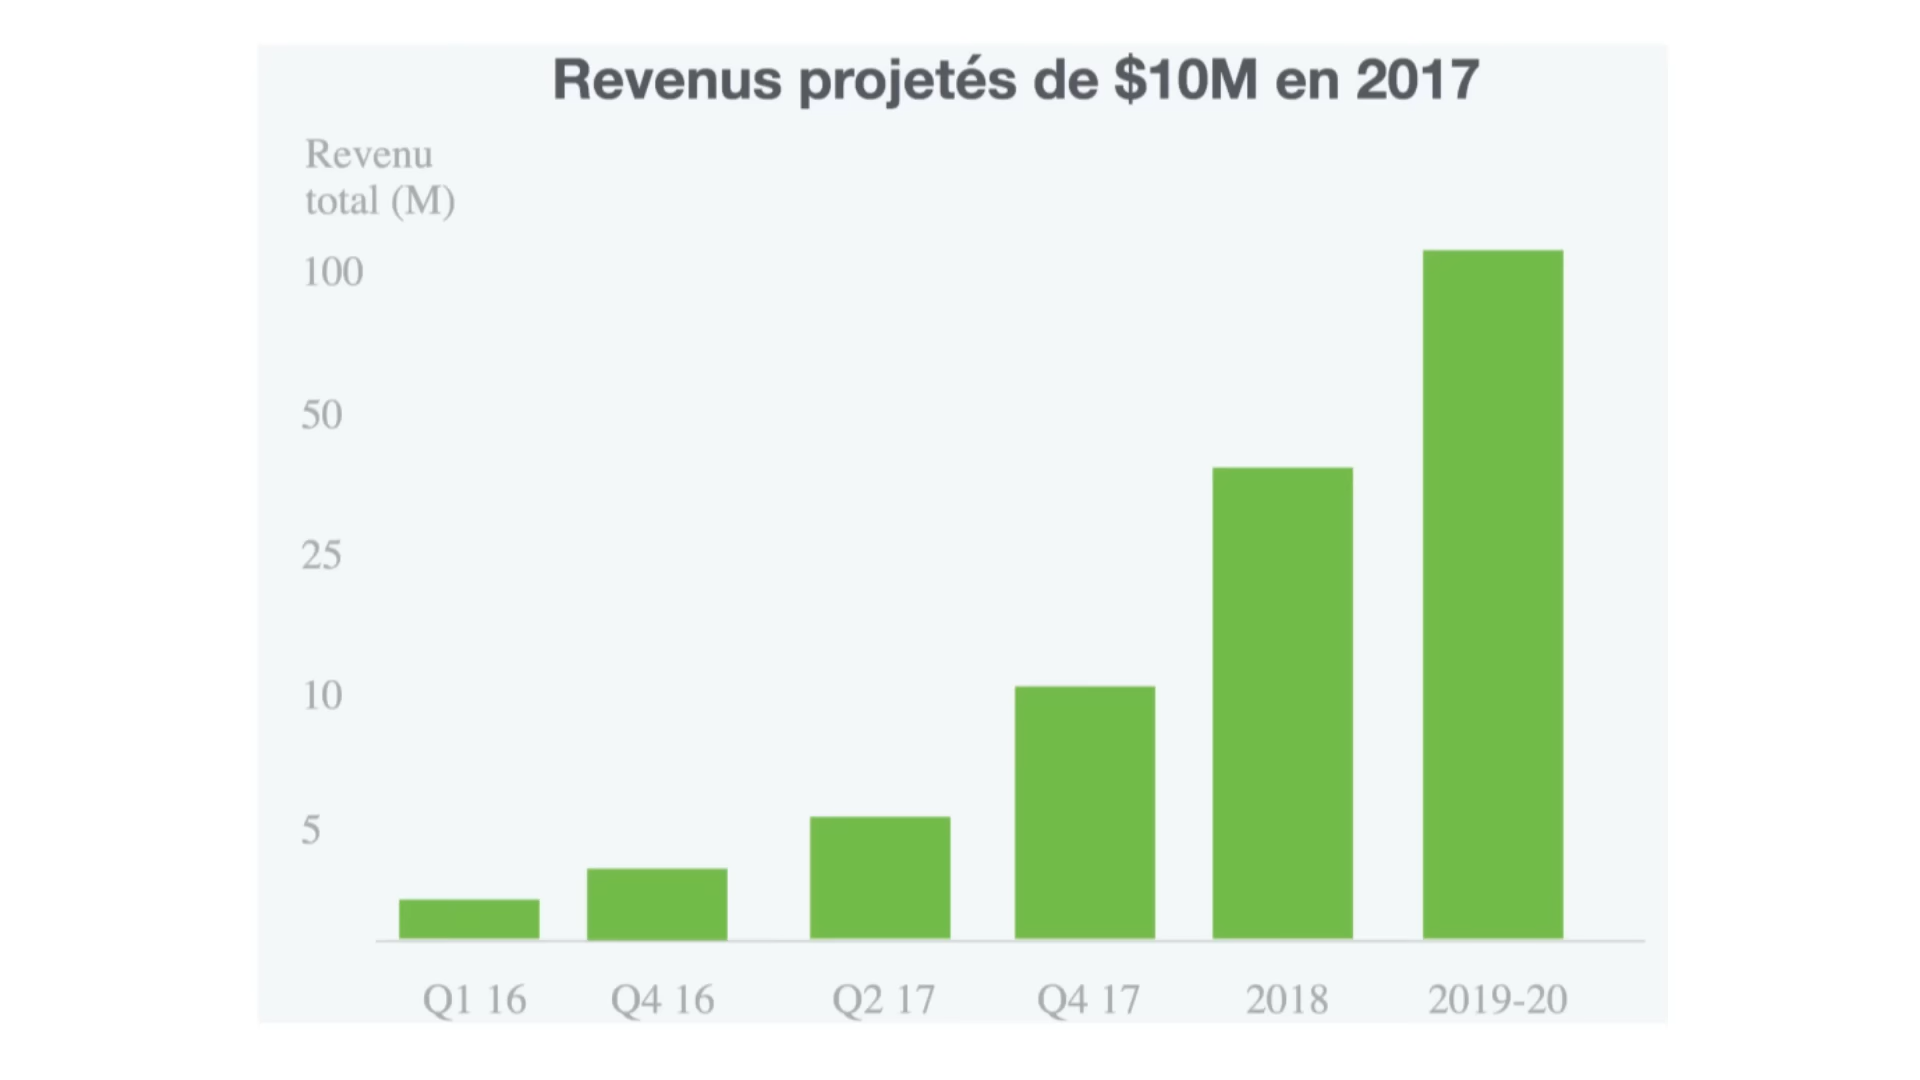 Revenus projetés de $10M en 2017
Revenu
total (M)
100
50
25
10
5
Q1 16
Q4 16
Q2 17
Q4 17
2018
2019-20